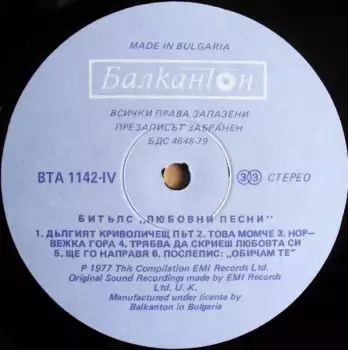 MADE IN BULGARIA
Балкантон
ВСИЧКИ ПРАВА ЗАПАЗЕНИ
ПРЕЗАПИСЪТ ЗАБРАНЕН
БДС 4648-79
ВТА 1142-IV
33 СТЕРЕО
БИТЪЛС „ЛЮБОВНИ ПЕСНИ"
1. ДЪЛГИЯТ КРИВОЛИЧЕЩ ПЪТ 2. ТОВА МОМЧЕ 3. НОР-
ВЕЖКА ГОРА 4. ТРЯБВА ДА СКРИЕШ ЛЮБОВТА СИ
5. ЩЕ ГО НАПРАВЯ 6. ПОСЛЕПИС: „ОБИЧАМ ТЕ"
P 1977 This Compilation EMI Records Ltd.
Original Sound Recordings made by EMI Records
Ltd. U.K.
Manufactured under license by
Balkanton in Bulgaria